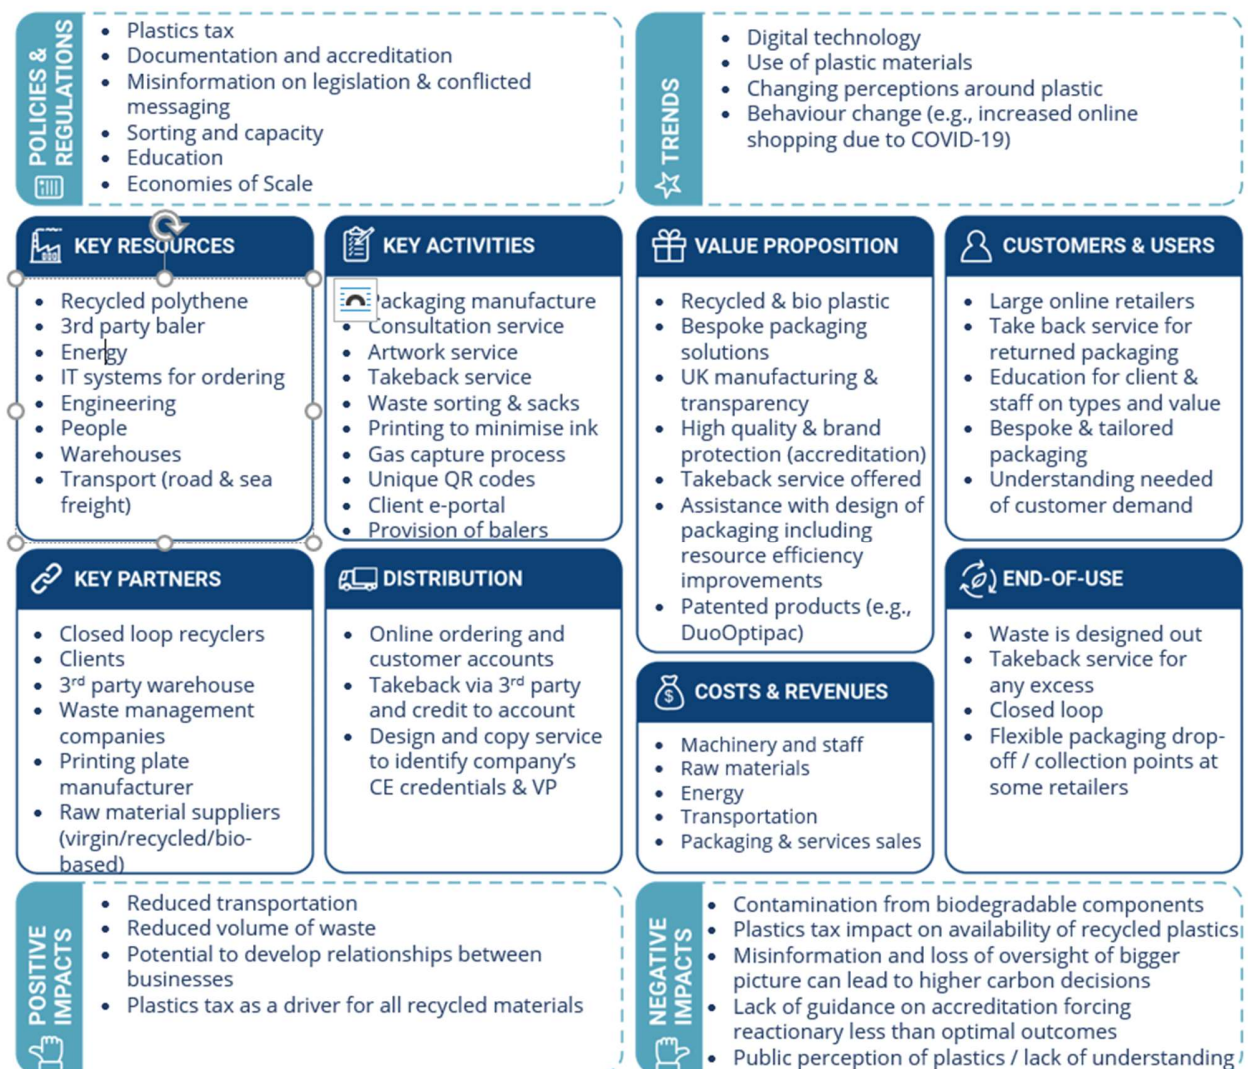 POLICIES &
REGULATIONS
• Plastics tax
• Documentation and accreditation
• Misinformation on legislation & conflicted
messaging
• Sorting and capacity
• Education
• Economies of Scale
TRENDS
• Digital technology
• Use of plastic materials
• Changing perceptions around plastic
• Behaviour change (e.g., increased online
shopping due to COVID-19)
KEY RESOURCES
• Recycled polythene
• 3rd party baler
• Energy
• IT systems for ordering
• Engineering
• People
• Warehouses
• Transport (road & sea
freight)
KEY ACTIVITIES
Packaging manufacture
• Consultation service
• Artwork service
• Takeback service
• Waste sorting & sacks
• Printing to minimise ink
• Gas capture process
• Unique QR codes
• Client e-portal
• Provision of balers
VALUE PROPOSITION
• Recycled & bio plastic
• Bespoke packaging
solutions
• UK manufacturing &
transparency
• High quality & brand
protection (accreditation)
• Takeback service offered
• Assistance with design of
packaging including
resource efficiency
improvements
• Patented products (e.g.,
DuoOptipac)
CUSTOMERS & USERS
• Large online retailers
• Take back service for
returned packaging
• Education for client &
staff on types and value
• Bespoke & tailored
packaging
• Understanding needed
of customer demand
KEY PARTNERS
• Closed loop recyclers
• Clients
• 3rd party warehouse
• Waste management
companies
• Printing plate
manufacturer
• Raw material suppliers
(virgin/recycled/bio-
based)
DISTRIBUTION
• Online ordering and
customer accounts
• Takeback via 3rd party
and credit to account
• Design and copy service
to identify company's
CE credentials & VP
COSTS & REVENUES
• Machinery and staff
• Raw materials
• Energy
• Transportation
• Packaging & services sales
END-OF-USE
• Waste is designed out
• Takeback service for
any excess
• Closed loop
• Flexible packaging drop-
off / collection points at
some retailers
POSITIVE
IMPACTS
• Reduced transportation
• Reduced volume of waste
• Potential to develop relationships between
businesses
• Plastics tax as a driver for all recycled materials
NEGATIVE
IMPACTS
• Contamination from biodegradable components
• Plastics tax impact on availability of recycled plastics
• Misinformation and loss of oversight of bigger
picture can lead to higher carbon decisions
• Lack of guidance on accreditation forcing
reactionary less than optimal outcomes
• Public perception of plastics / lack of understanding